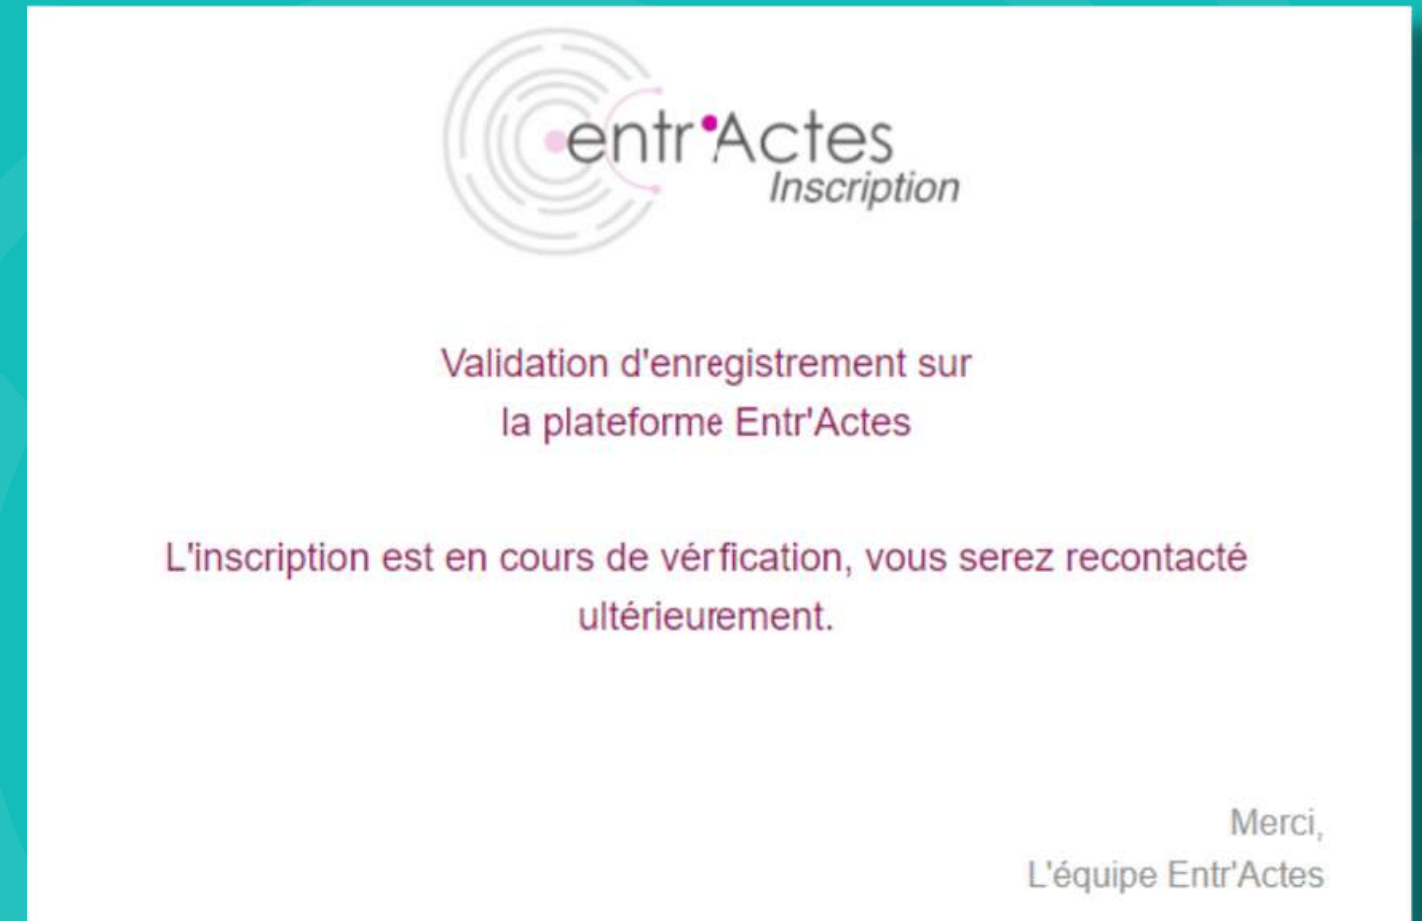 entr'Actes
Inscription
Validation d'enregistrement sur
la plateforme Entr'Actes
L'inscription est en cours de vérfication, vous serez recontacté
ultérieurement.
Merci,
L'équipe Entr'Actes